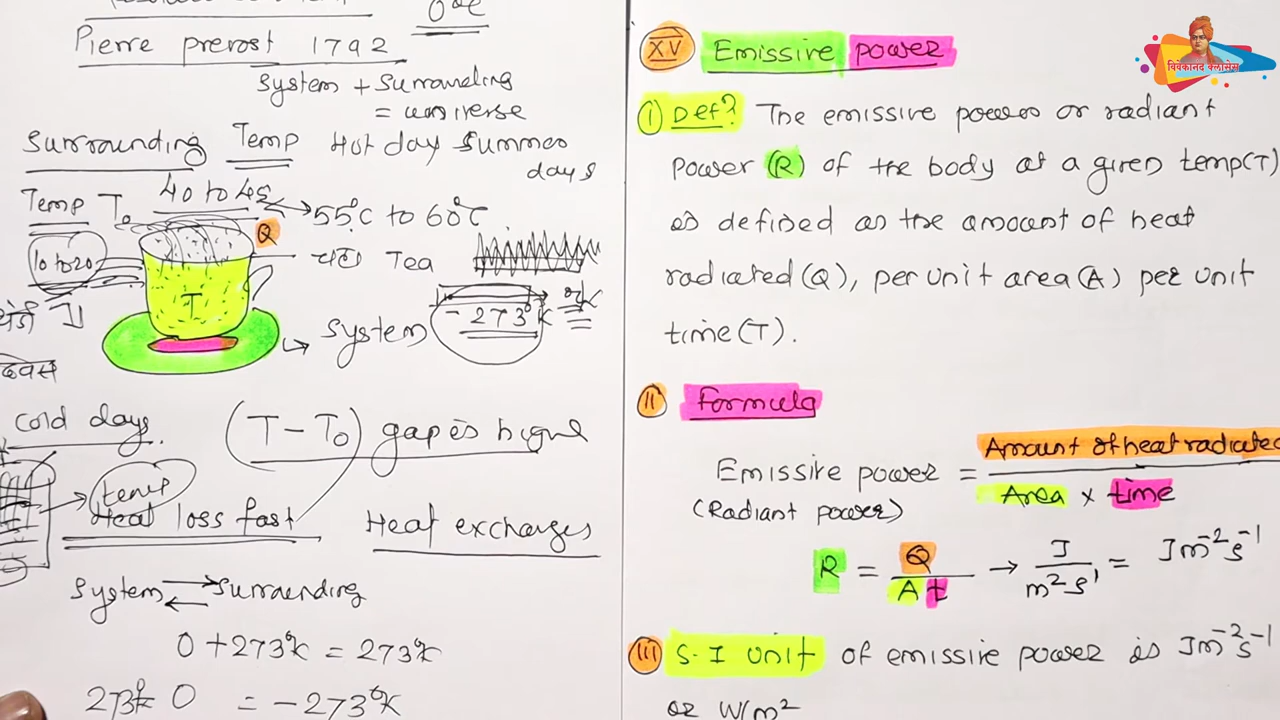 0°C
Pierre prevost 1792
System + Surrounding
= universe
Surrounding Temp Hot day Summer
days
Temp T₀ 40 to 45
55°C to 60°C
Q
10 to 20
चहा Tea
T
System
- 273°K
दिवस
Cold days.
(T - T₀) gap is
temp
Heat loss fast
Heat exchanges
System ⇄ Surrounding
0 + 273°K = 273°K
273°K 0 = -273°K
विवेकानंद क्लासेस
XV Emissive power
i) Def? The emissive power or radiant
Power (R) of the body at a given temp(T)
is defined as the amount of heat
radiated (Q), per unit area (A) per unit
time (T).
ii Formula
Emissive power = Amount of heat radiated
(Radiant power) Area × time
R = Q / A t → J / m² s¹ = J m⁻² s⁻¹
iii S.I unit of emissive power is J m⁻² s⁻¹
or W/m²